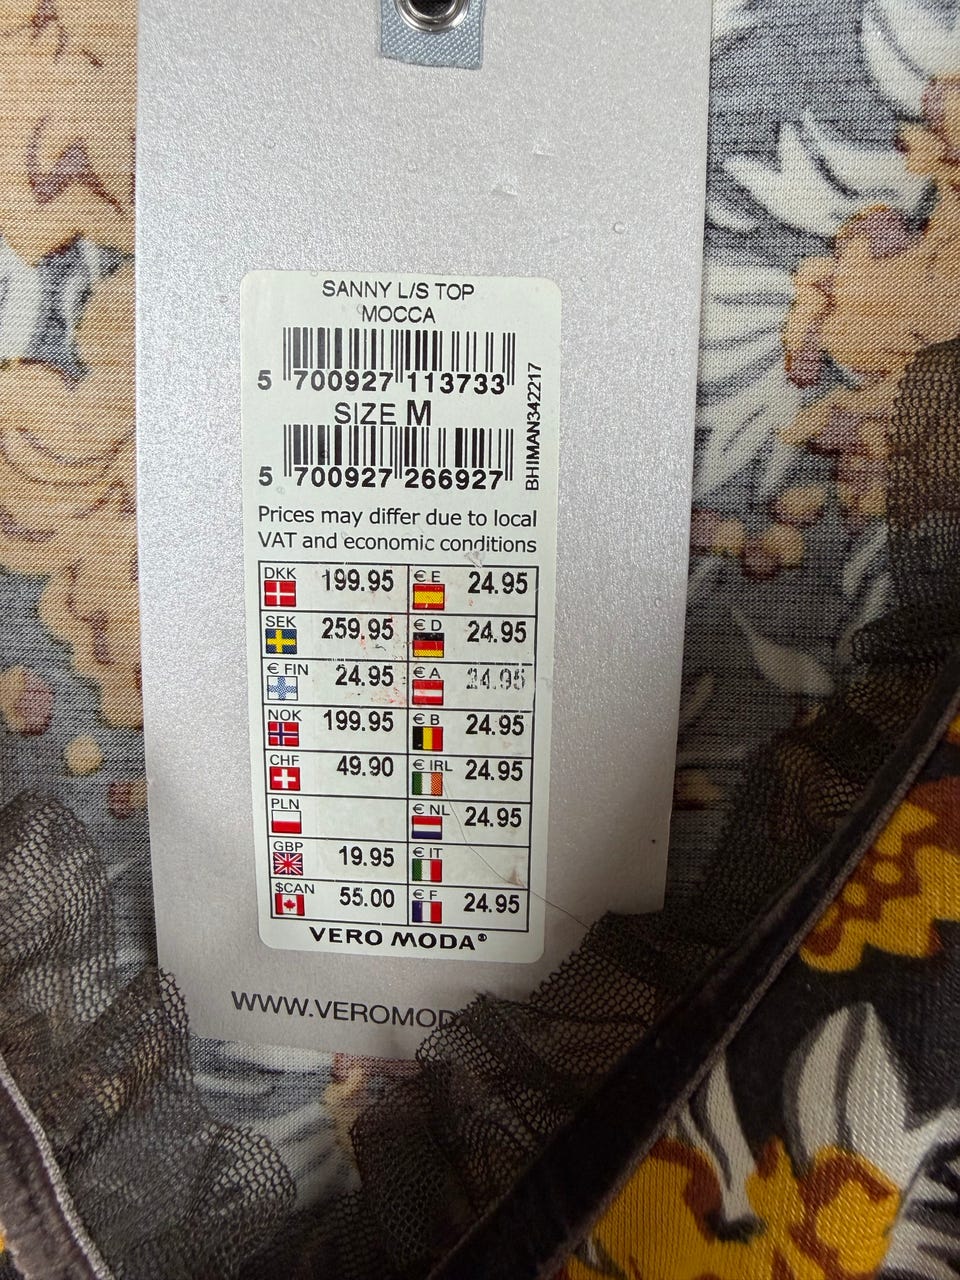 SANNY L/S TOP
MOCCA
5 700927 113733
SIZE M
5 700927 266927
BHIMAN342217
Prices may differ due to local
VAT and economic conditions
DKK 199.95 € E 24.95
SEK 259.95 € D 24.95
€ FIN 24.95 € A 24.95
NOK 199.95 € B 24.95
CHF 49.90 € IRL 24.95
PLN € NL 24.95
GBP 19.95 € IT
$CAN 55.00 € F 24.95
VERO MODA®
WWW.VEROMOD